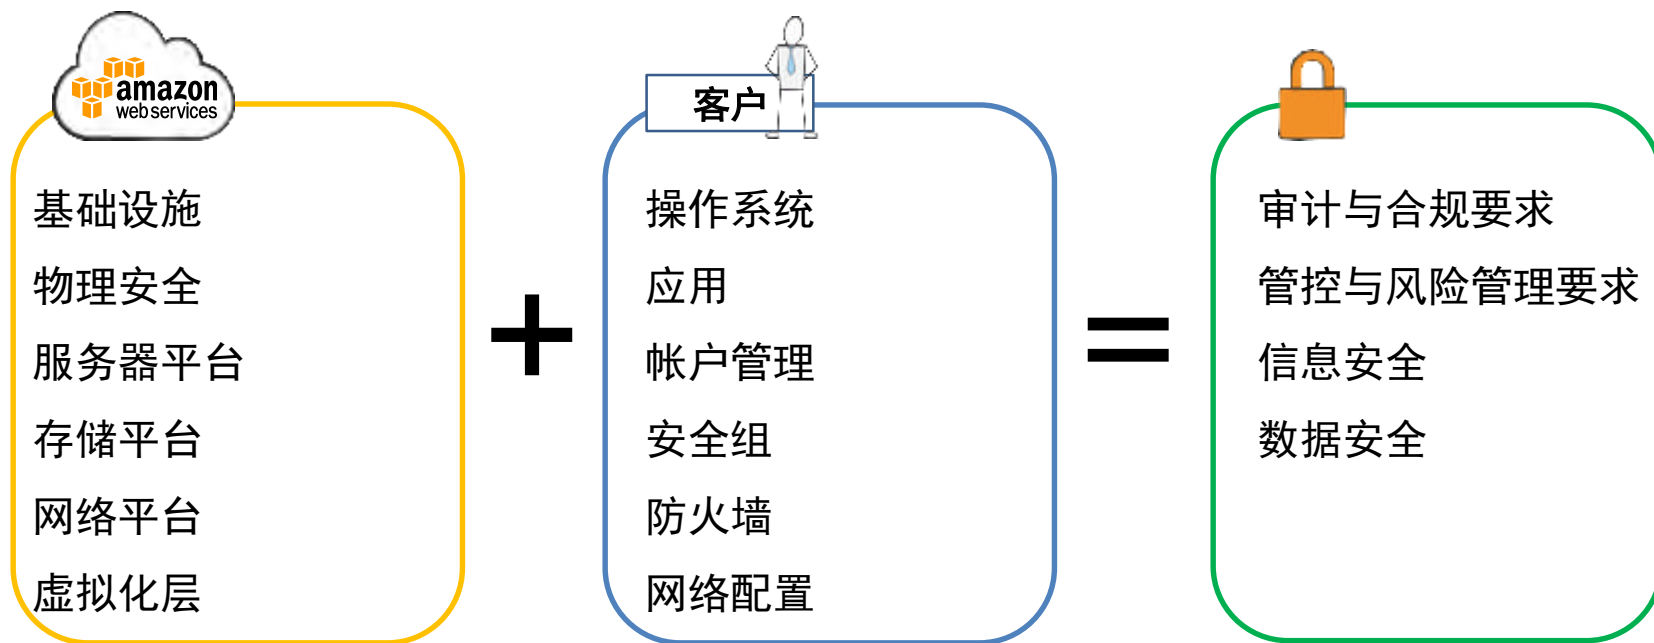 amazon
webservices
基础设施
物理安全
服务器平台
存储平台
网络平台
虚拟化层
+
客户
操作系统
应用
帐户管理
安全组
防火墙
网络配置
=
审计与合规要求
管控与风险管理要求
信息安全
数据安全